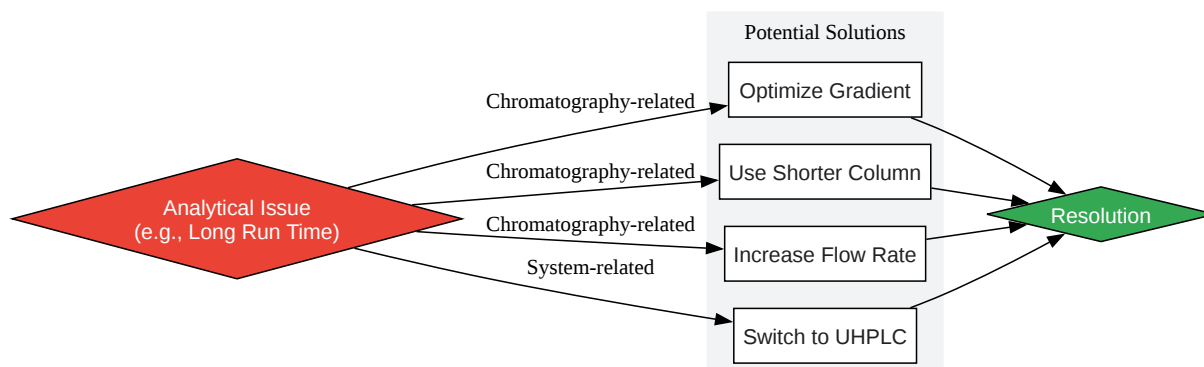 Potential Solutions
Optimize Gradient
Chromatography-related
Chromatography-related
Use Shorter Column
Analytical Issue
(e.g., Long Run Time)
Resolution
Chromatography-related
Increase Flow Rate
System-related
Switch to UHPLC